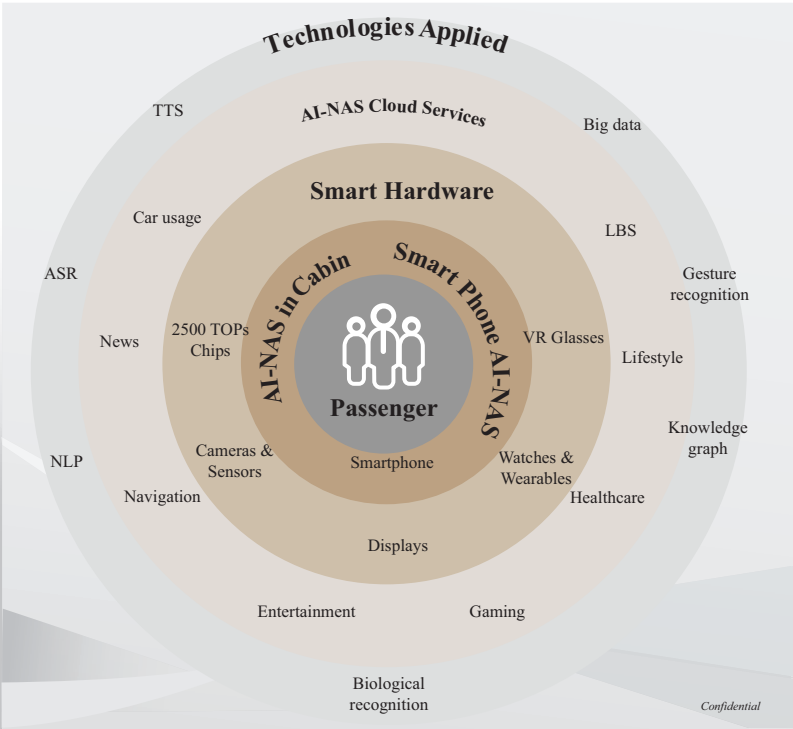 Technologies Applied
AI-NAS Cloud Services
TTS
Big data
Smart Hardware
Car usage
LBS
AI-NAS in Cabin
Smart Phone AI-NAS
ASR
Gesture
recognition
2500 TOPs
Chips
VR Glasses
News
Lifestyle
Passenger
Knowledge
graph
Cameras &
Sensors
Smartphone
Watches &
Wearables
NLP
Navigation
Healthcare
Displays
Entertainment
Gaming
Biological
recognition
Confidential